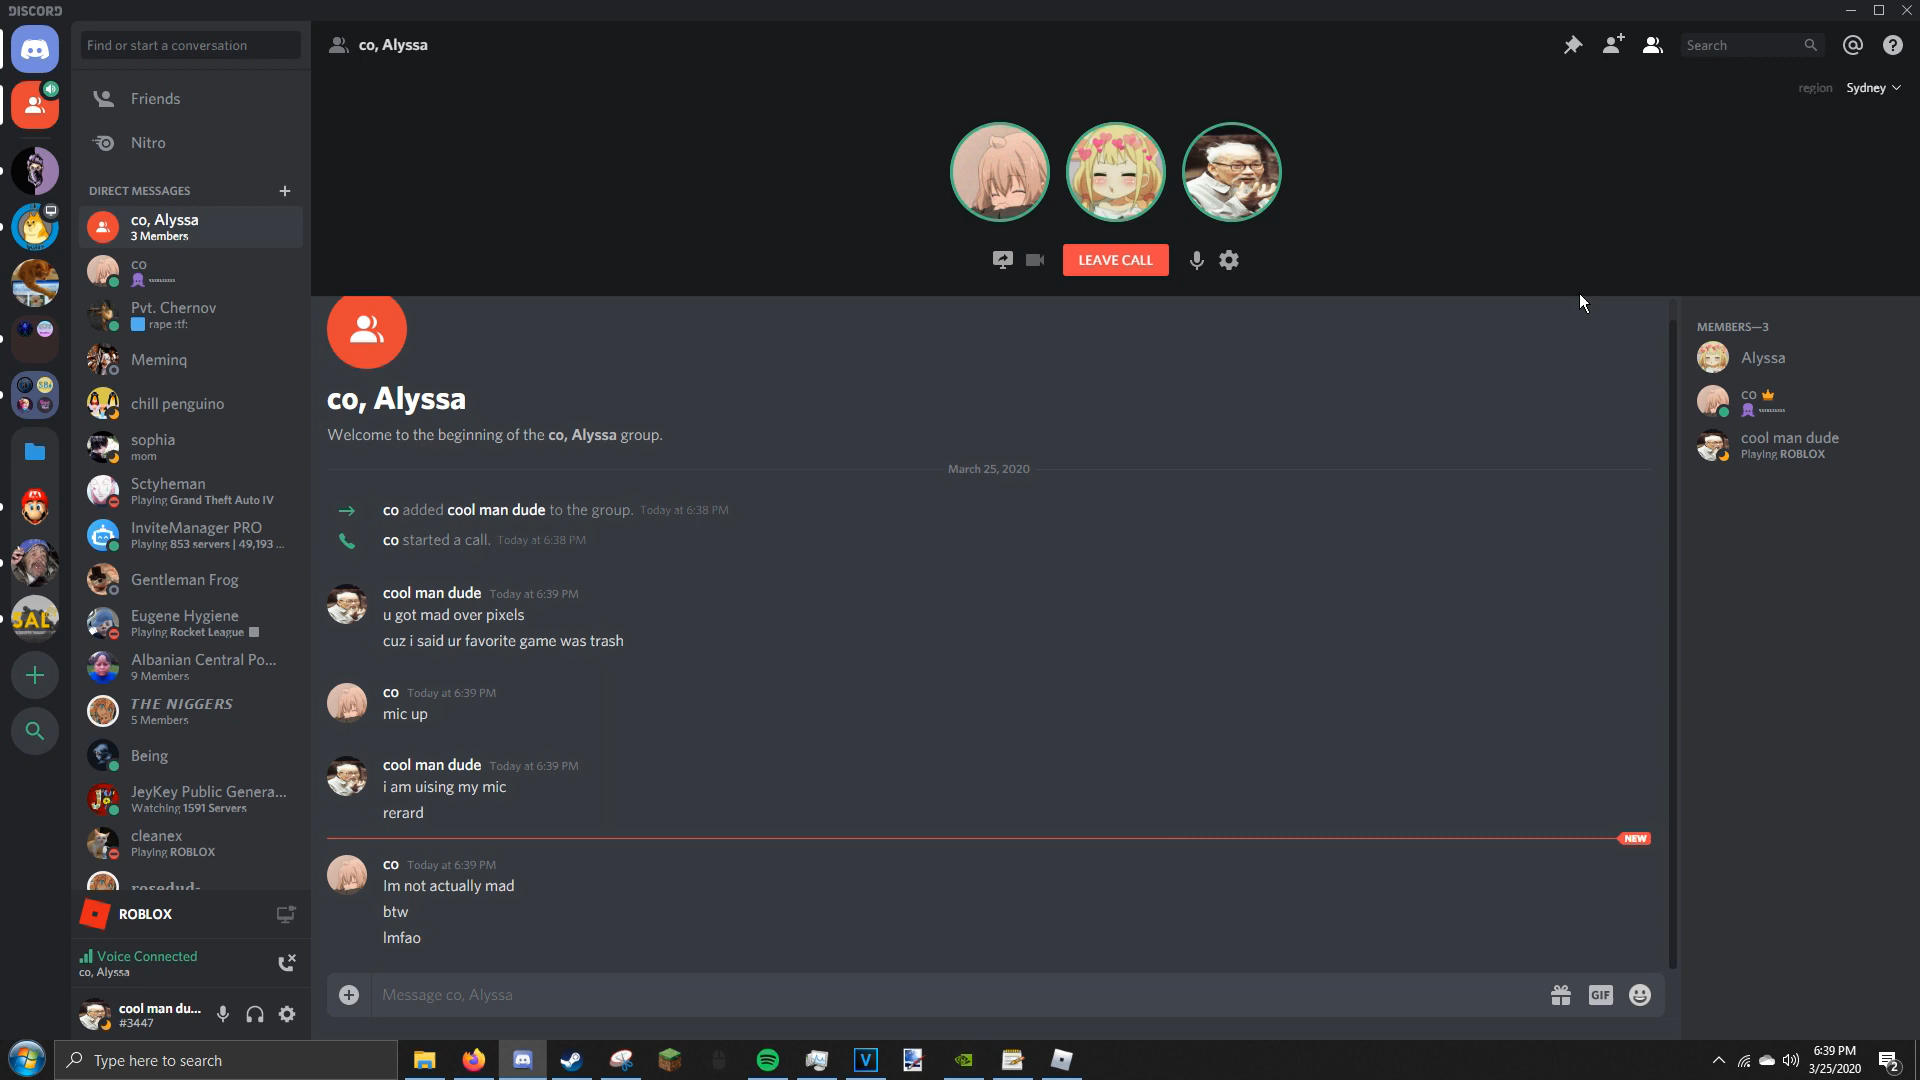 DISCORD
Find or start a conversation
co, Alyssa
Search
region Sydney
Friends
Nitro
DIRECT MESSAGES
co, Alyssa
3 Members
co
Pvt. Chernov
rape :tf:
Meminq
chill penguino
sophia
mom
Sctyheman
Playing Grand Theft Auto IV
InviteManager PRO
Playing 853 servers | 49,193 ...
Gentleman Frog
Eugene Hygiene
Playing Rocket League
Albanian Central Po...
9 Members
THE NIGGERS
5 Members
Being
JeyKey Public Genera...
Watching 1591 Servers
cleanex
Playing ROBLOX
ROBLOX
Voice Connected
co, Alyssa
cool man du...
#3447
LEAVE CALL
co, Alyssa
Welcome to the beginning of the co, Alyssa group.
March 25, 2020
co added cool man dude to the group. Today at 6:38 PM
co started a call. Today at 6:38 PM
cool man dude Today at 6:39 PM
u got mad over pixels
cuz i said ur favorite game was trash
co Today at 6:39 PM
mic up
cool man dude Today at 6:39 PM
i am uising my mic
rerard
NEW
co Today at 6:39 PM
Im not actually mad
btw
lmfao
Message co, Alyssa
GIF
MEMBERS—3
Alyssa
co
cool man dude
Playing ROBLOX
SAL
Type here to search
V
6:39 PM
3/25/2020
2